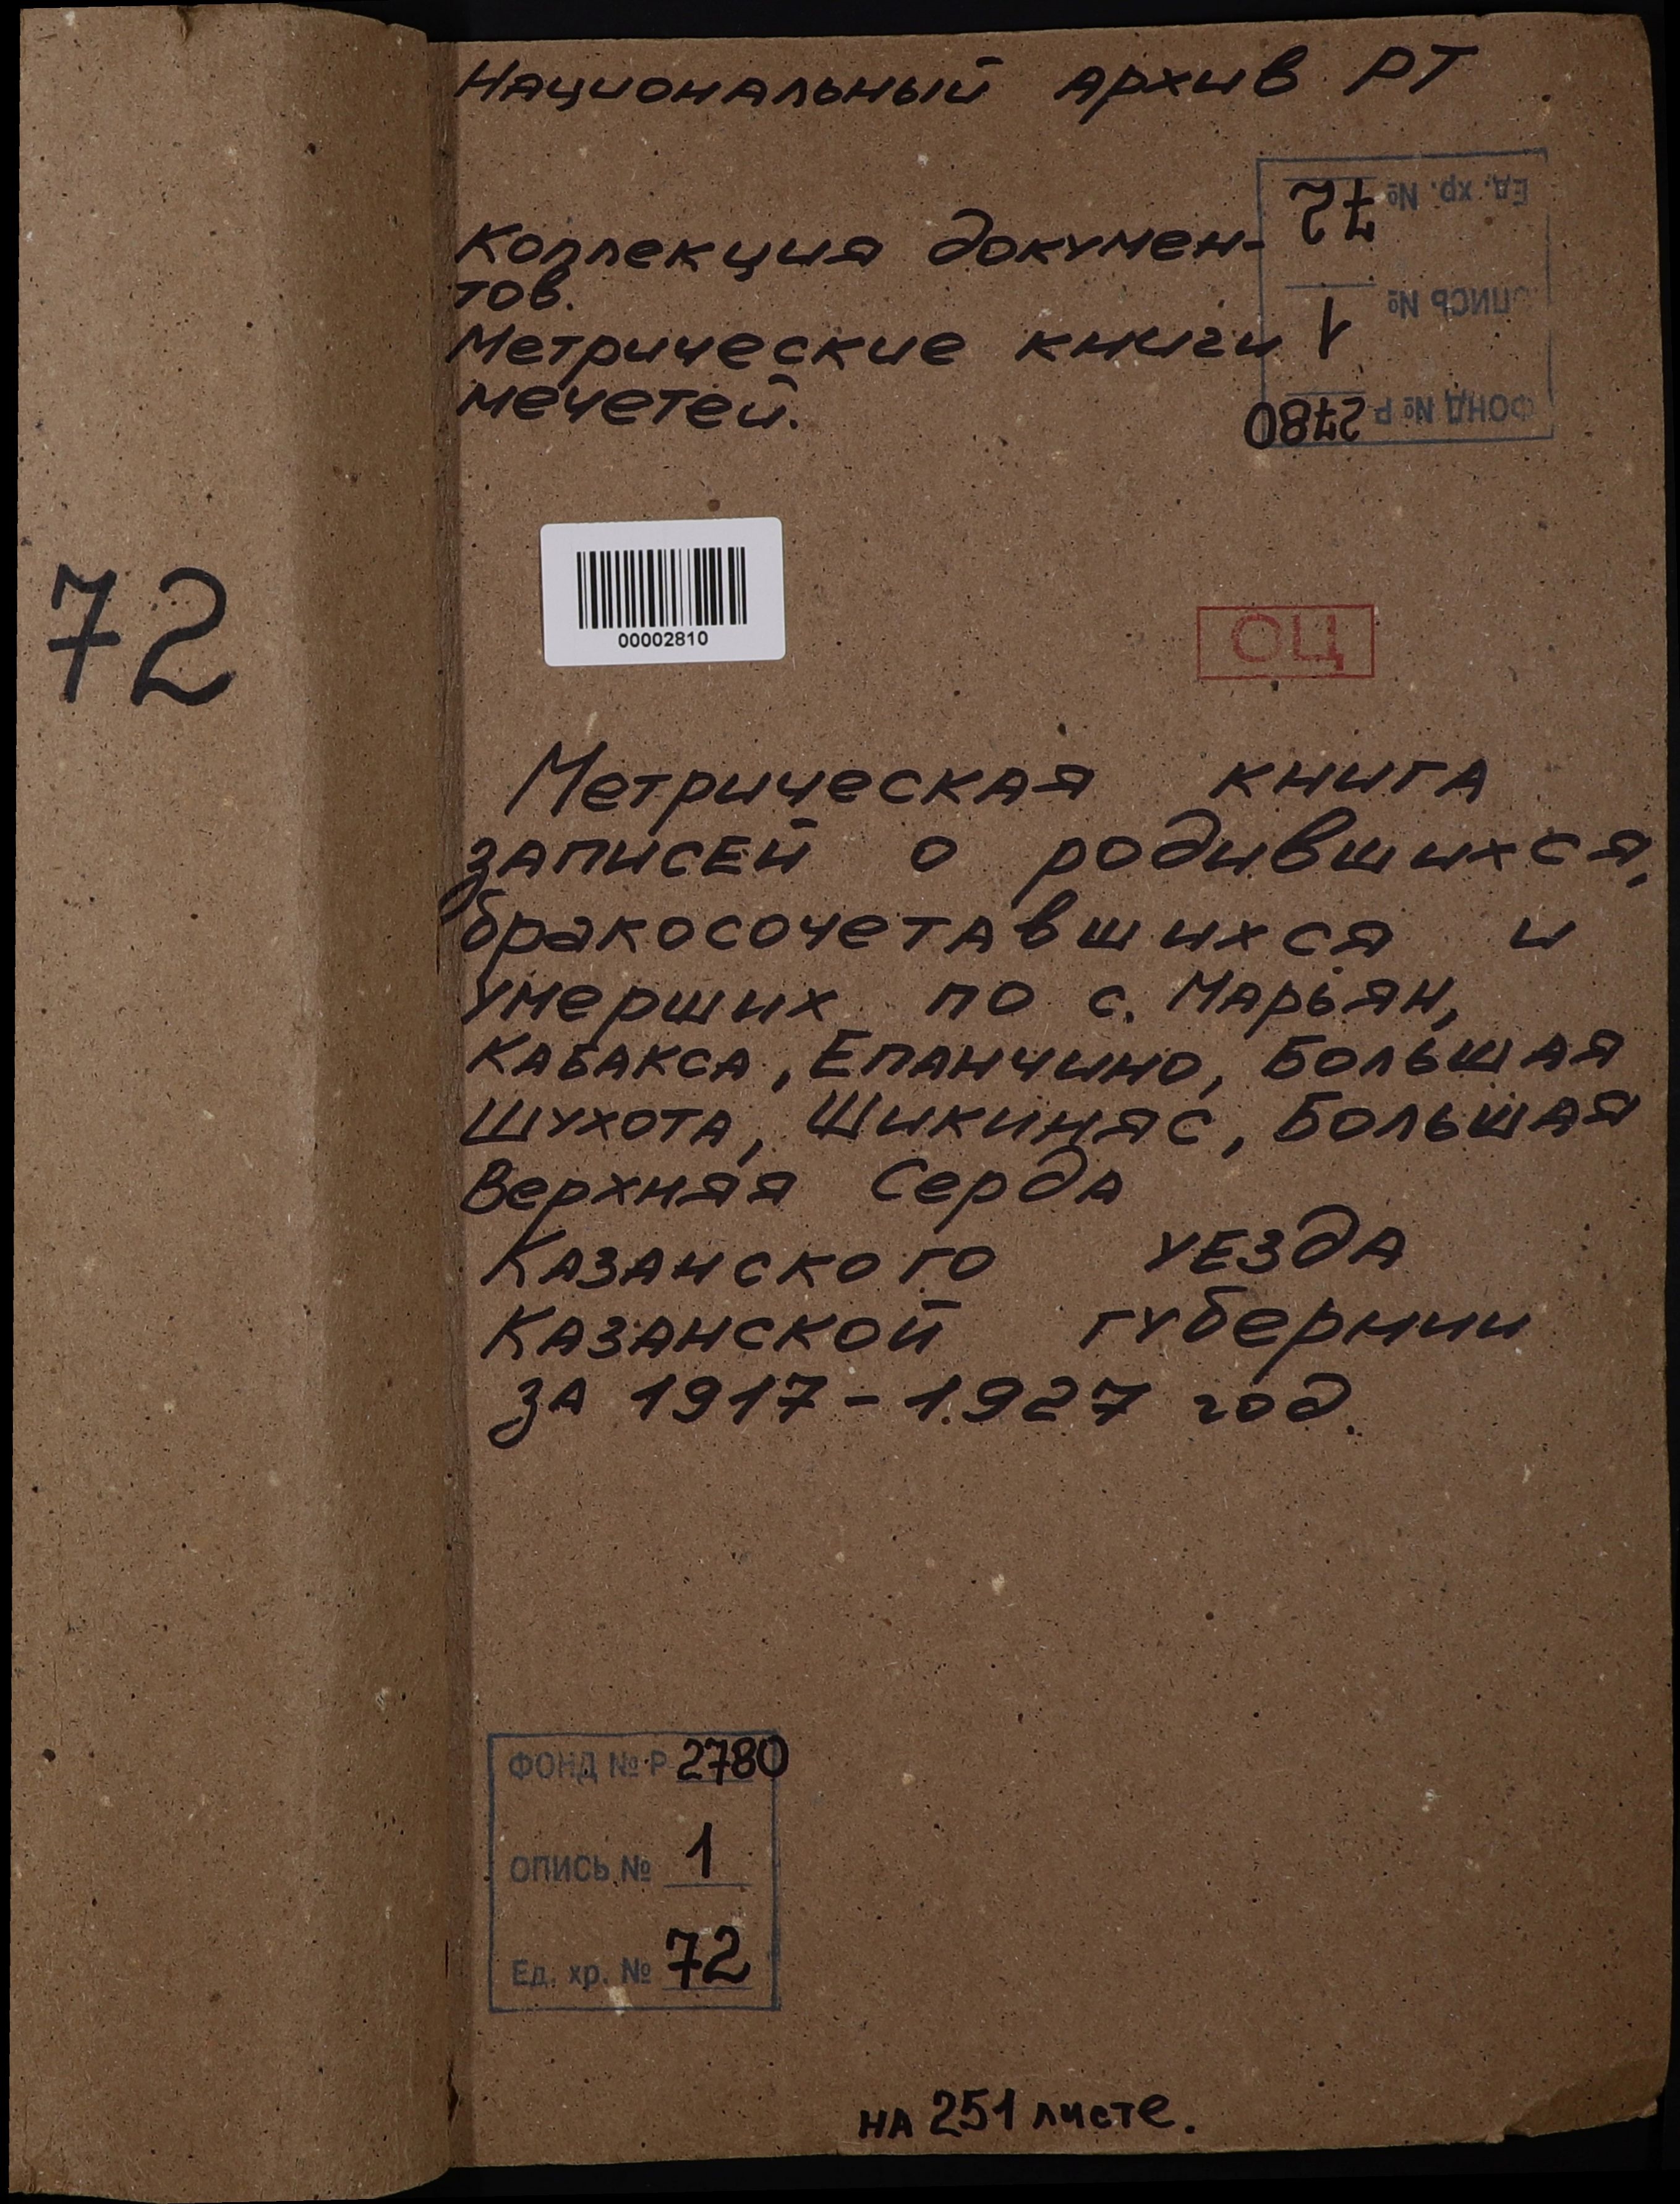 Национальный архив РТ
Ед. хр. № 72
опись № 1
ФОНД № Р 2780
Коллекция докумен-
тов.
Метрические книги
мечетей.
72
00002810
ОЦ
Метрическая книга
записей о родившихся,
бракосочетавшихся и
умерших по с. Марьян,
Кабакса, Епанчино, Большая
Шухота, Шикиняс, Большая
Верхняя Серда
Казанского уезда
Казанской губернии
за 1917-1927 год.
ФОНД № Р 2780
ОПИСЬ № 1
Ед. хр. № 72
на 251 листе.